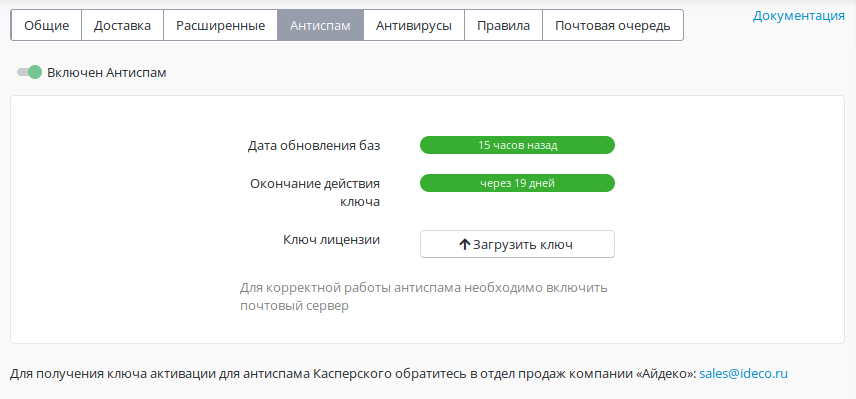 Общие Доставка Расширенные Антиспам Антивирусы Правила Почтовая очередь Документация
Включен Антиспам
Дата обновления баз 15 часов назад
Окончание действия через 19 дней
ключа
Ключ лицензии Загрузить ключ
Для корректной работы антиспама необходимо включить
почтовый сервер
Для получения ключа активации для антиспама Касперского обратитесь в отдел продаж компании «Айдеко»: sales@ideco.ru